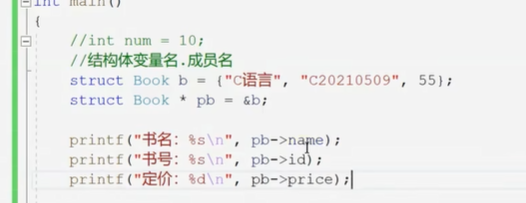 int main()
{
//int num = 10;
//结构体变量名.成员名
struct Book b = {"C语言", "C20210509", 55};
struct Book * pb = &b;
printf("书名: %s\n", pb->name);
printf("书号: %s\n", pb->id);
printf("定价: %d\n", pb->price);